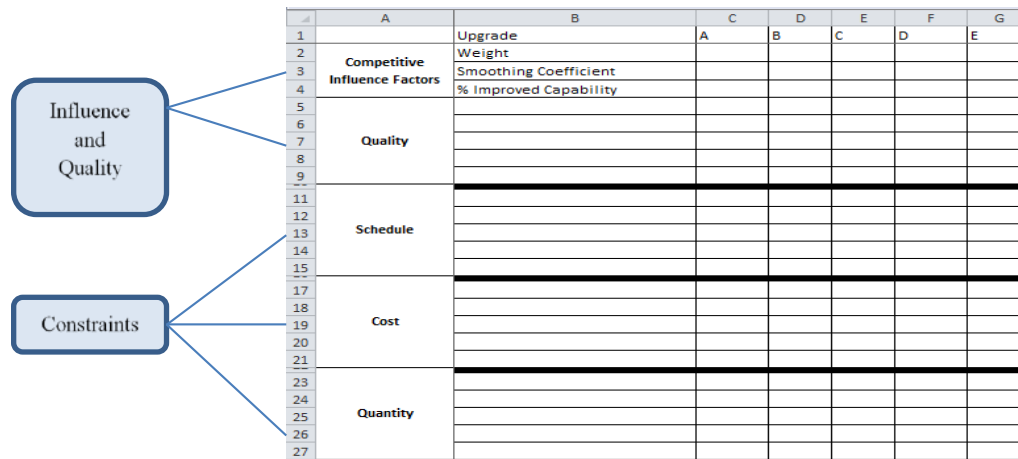 A B C D E F G
1 Upgrade A B C D E
2 Weight
Competitive
3 Smoothing Coefficient
Influence Factors
4 % Improved Capability
5
6
7 Quality
8
9
11
12
13 Schedule
14
15
17
18
19 Cost
20
21
23
24
25 Quantity
26
27
Influence
and
Quality
Constraints